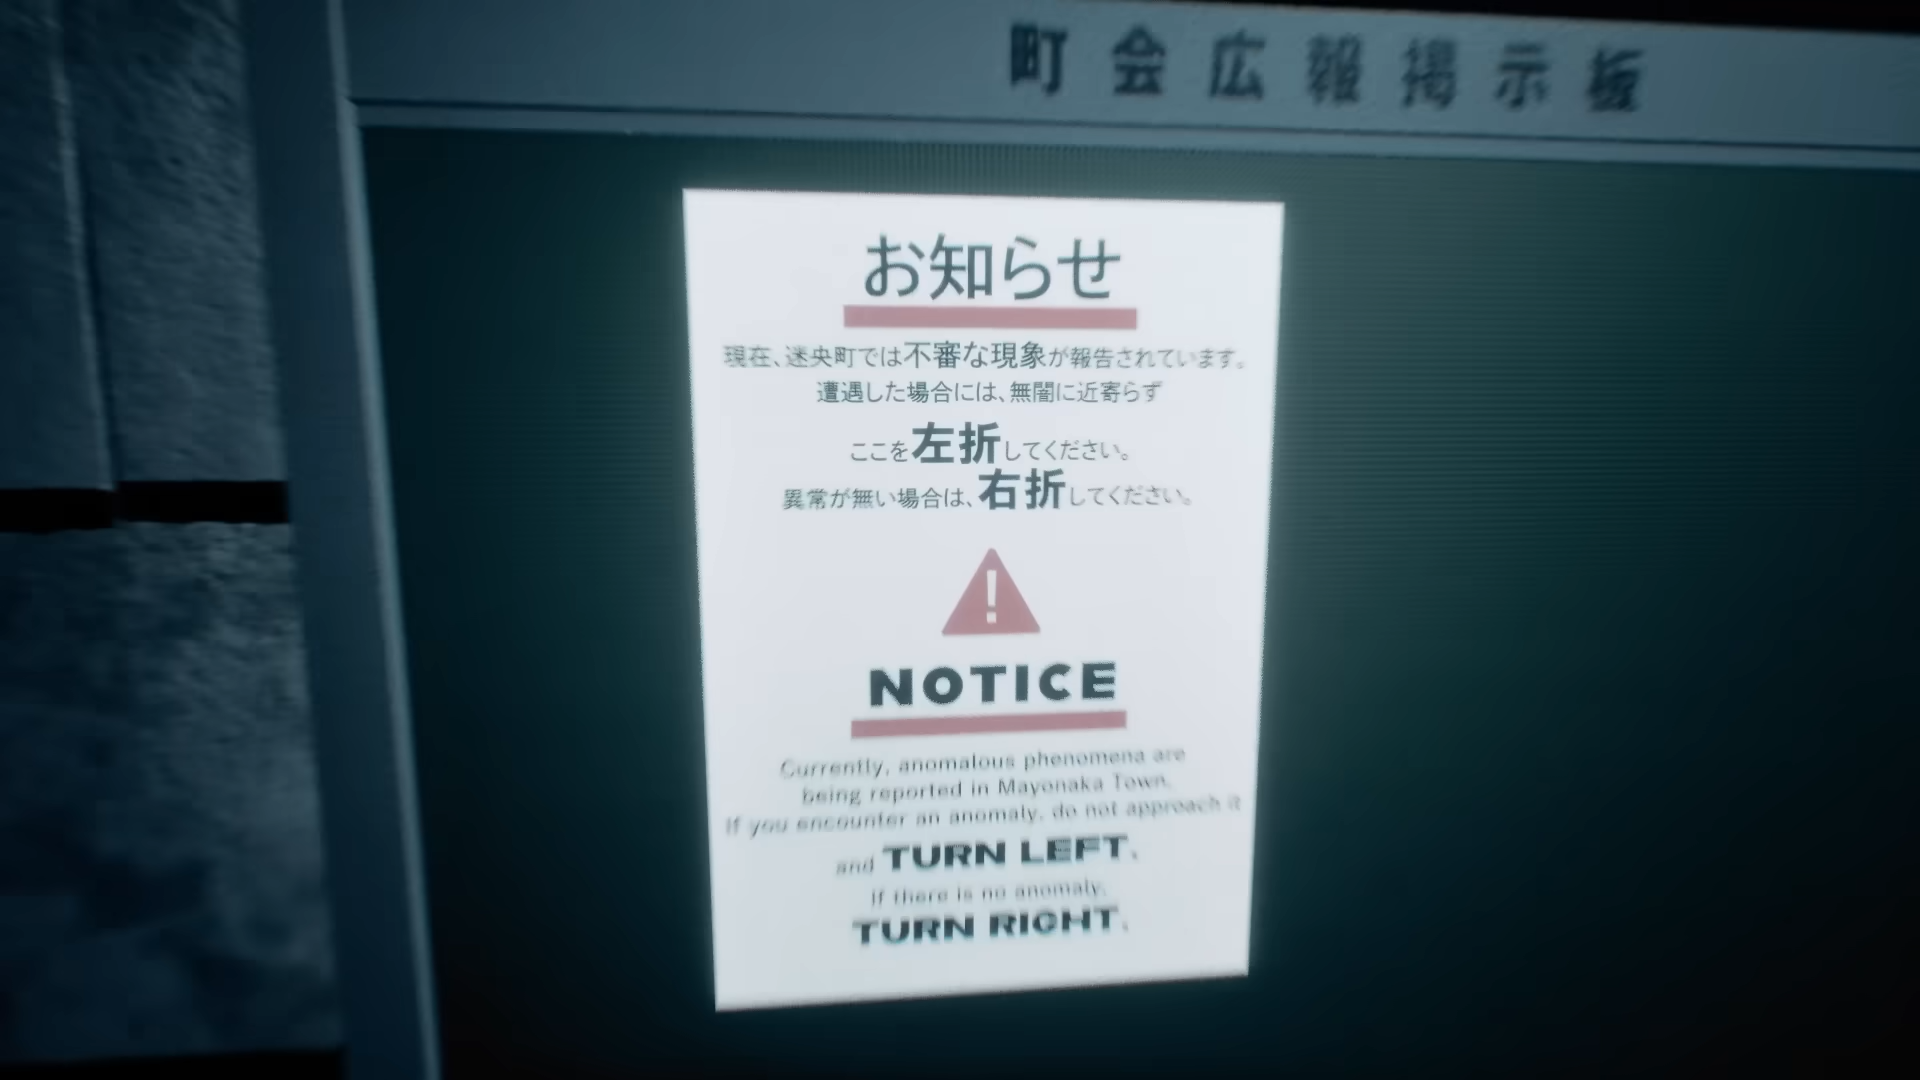 町会広報掲示板
お知らせ
現在、迷央町では不審な現象が報告されています。
遭遇した場合には、無闇に近寄らず
ここを左折してください。
異常が無い場合は、右折してください。
!
NOTICE
Currently, anomalous phenomena are
being reported in Mayonaka Town.
If you encounter an anomaly, do not approach it
and TURN LEFT.
If there is no anomaly,
TURN RIGHT.